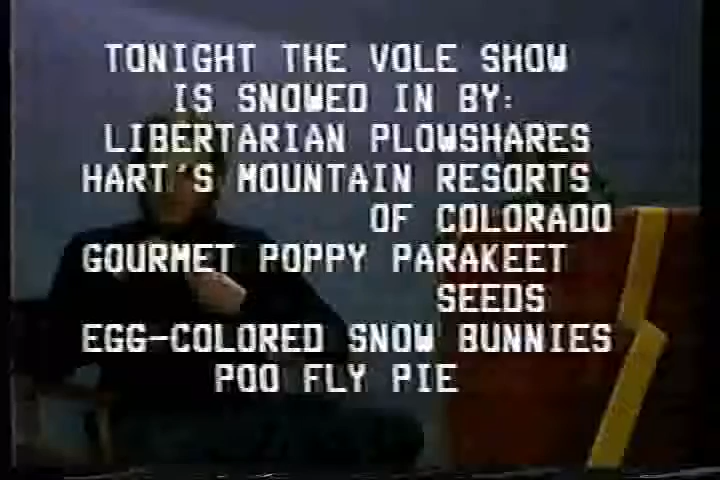 TONIGHT THE VOLE SHOW
IS SNOWED IN BY:
LIBERTARIAN PLOWSHARES
HART'S MOUNTAIN RESORTS
OF COLORADO
GOURMET POPPY PARAKEET
SEEDS
EGG-COLORED SNOW BUNNIES
POO FLY PIE